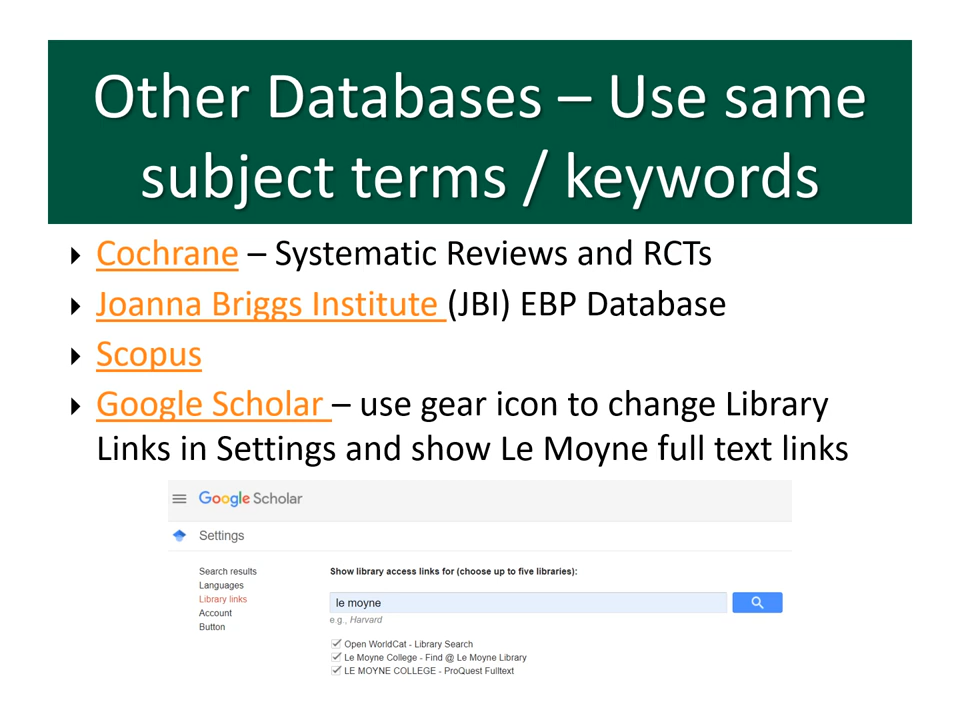 Other Databases – Use same
subject terms / keywords
Cochrane – Systematic Reviews and RCTs
Joanna Briggs Institute (JBI) EBP Database
Scopus
Google Scholar – use gear icon to change Library
Links in Settings and show Le Moyne full text links
Google Scholar
Settings
Search results
Languages
Library links
Account
Button
Show library access links for (choose up to five libraries):
le moyne
e.g., Harvard
Open WorldCat - Library Search
Le Moyne College - Find @ Le Moyne Library
LE MOYNE COLLEGE - ProQuest Fulltext